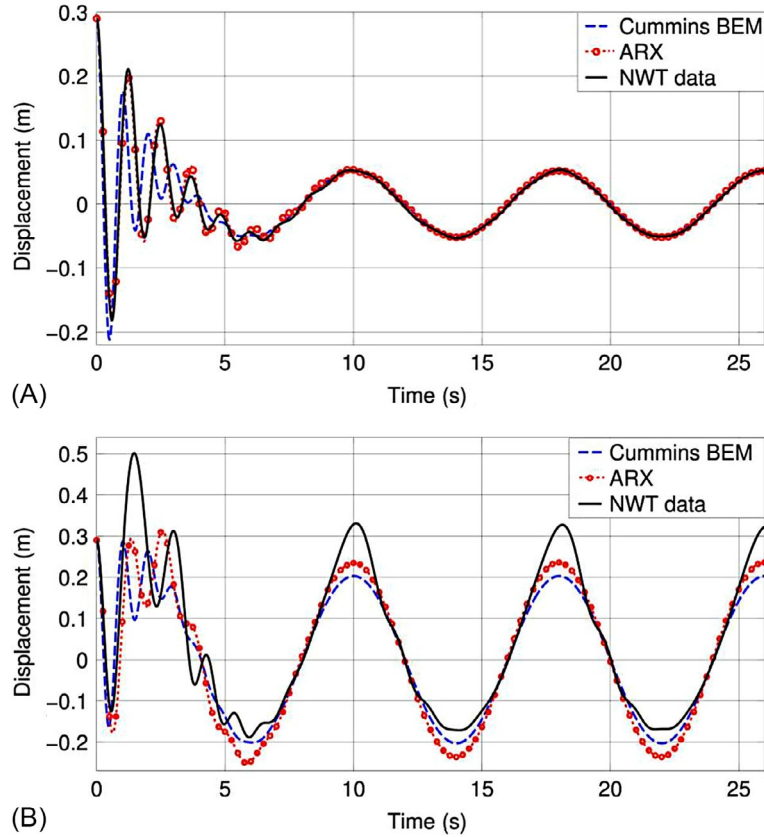 0.3
0.2
0.1
0
−0.1
−0.2
Displacement (m)
Cummins BEM
ARX
NWT data
0
5
10
15
20
25
Time (s)
(A)
0.5
0.4
0.3
0.2
0.1
0
−0.1
−0.2
Displacement (m)
Cummins BEM
ARX
NWT data
0
5
10
15
20
25
Time (s)
(B)